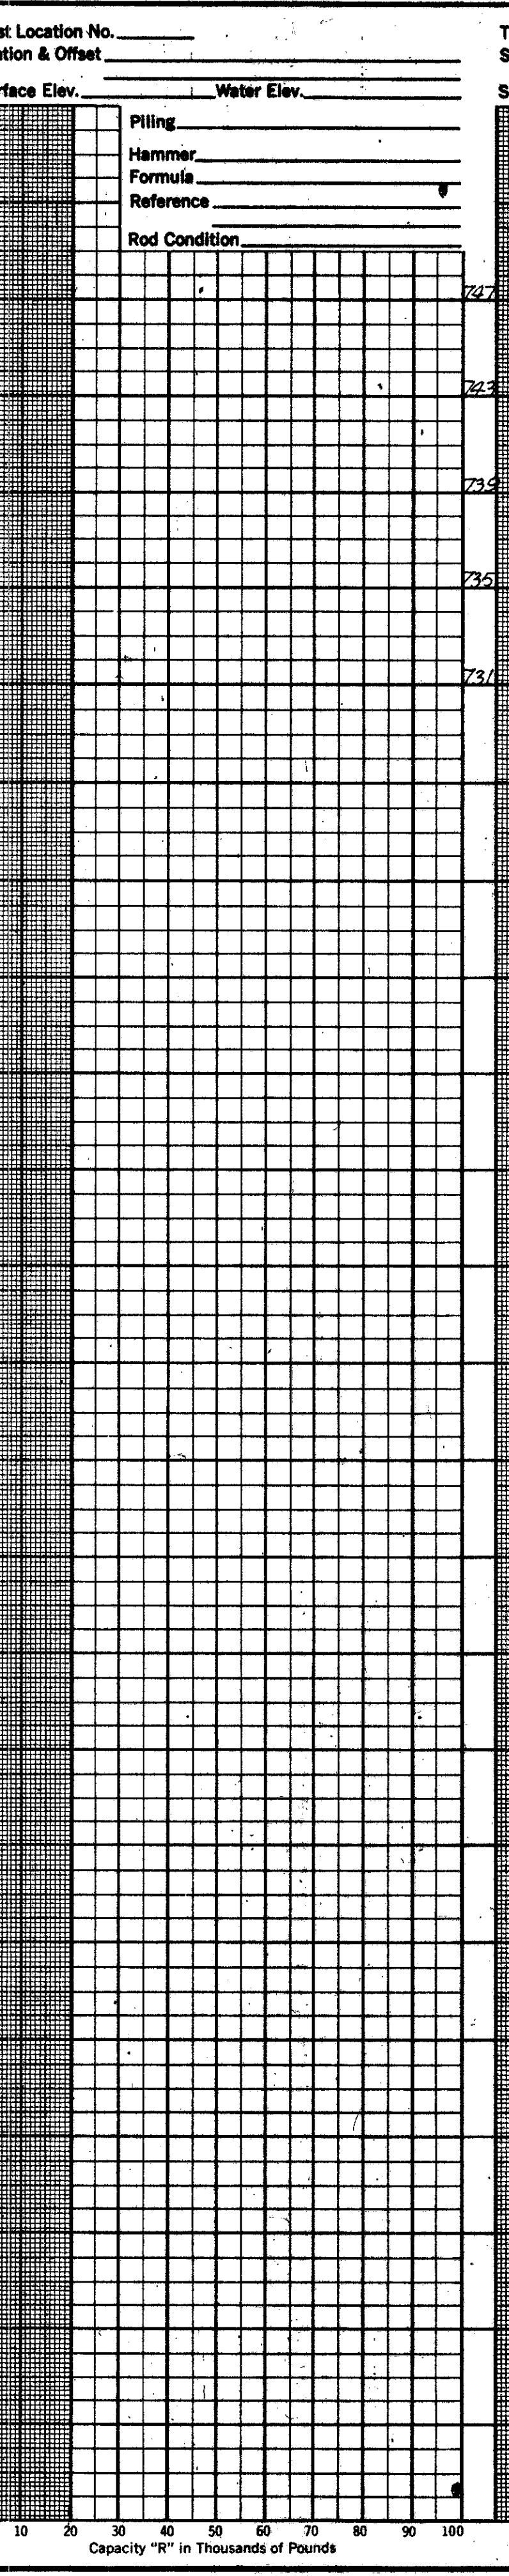 st Location No.
T
ation & Offset
S
rface Elev. Water Elev.
S
Piling
Hammer
Formula
Reference
Rod Condition
747
743
739
735
731
10 20 30 40 50 60 70 80 90 100
Capacity "R" in Thousands of Pounds